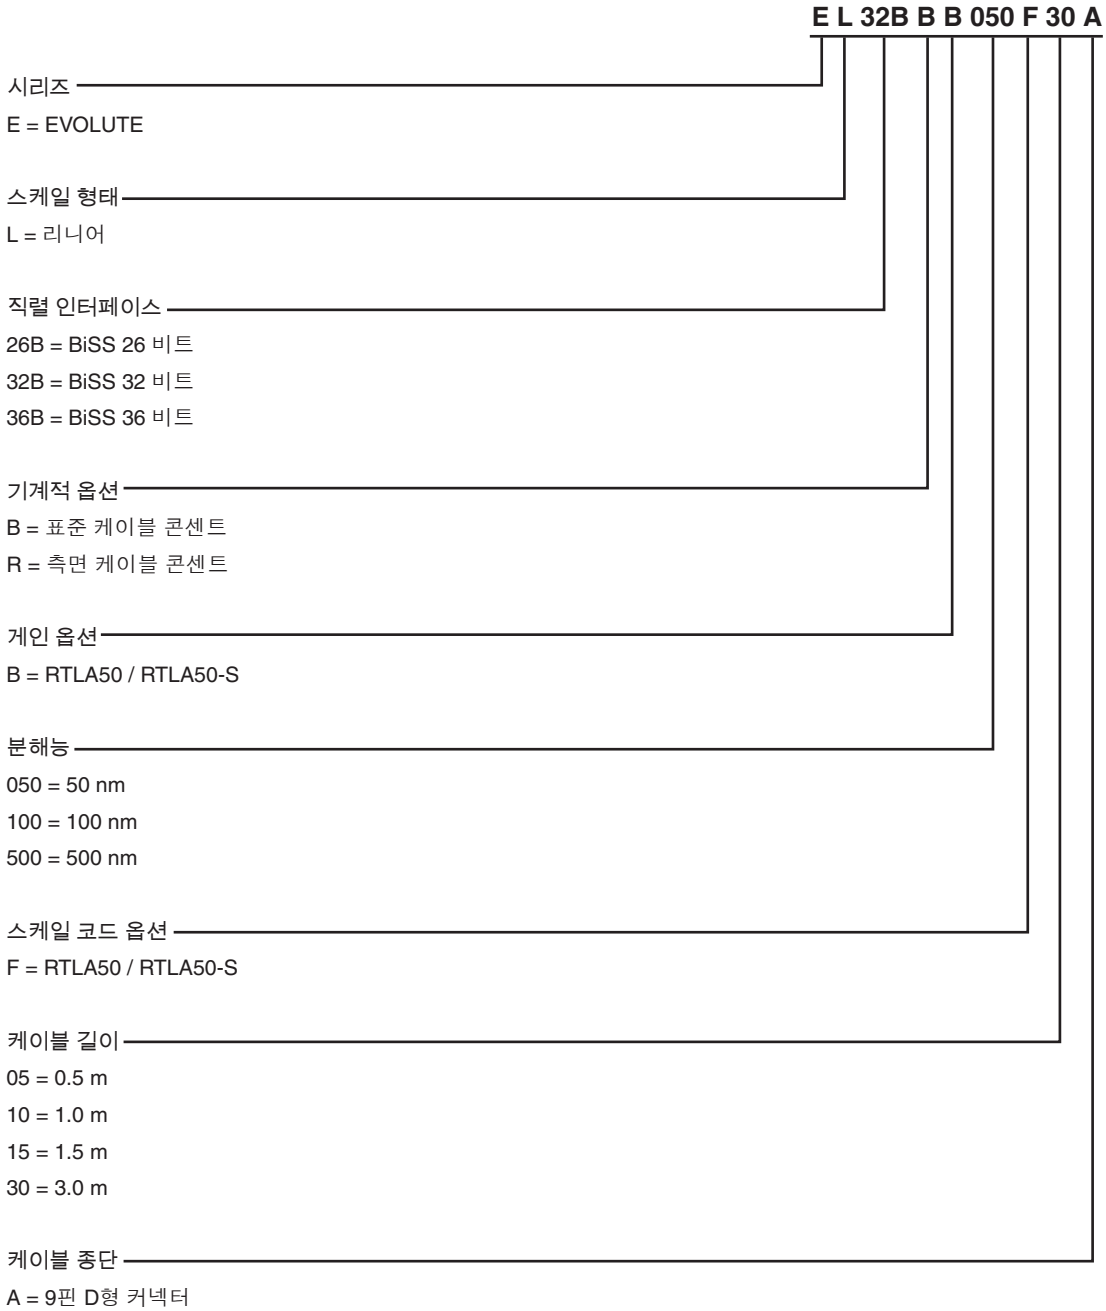 E L 32B B B 050 F 30 A
시리즈
E = EVOLUTE
스케일 형태
L = 리니어
직렬 인터페이스
26B = BiSS 26 비트
32B = BiSS 32 비트
36B = BiSS 36 비트
기계적 옵션
B = 표준 케이블 콘센트
R = 측면 케이블 콘센트
게인 옵션
B = RTLA50 / RTLA50-S
분해능
050 = 50 nm
100 = 100 nm
500 = 500 nm
스케일 코드 옵션
F = RTLA50 / RTLA50-S
케이블 길이
05 = 0.5 m
10 = 1.0 m
15 = 1.5 m
30 = 3.0 m
케이블 종단
A = 9핀 D형 커넥터